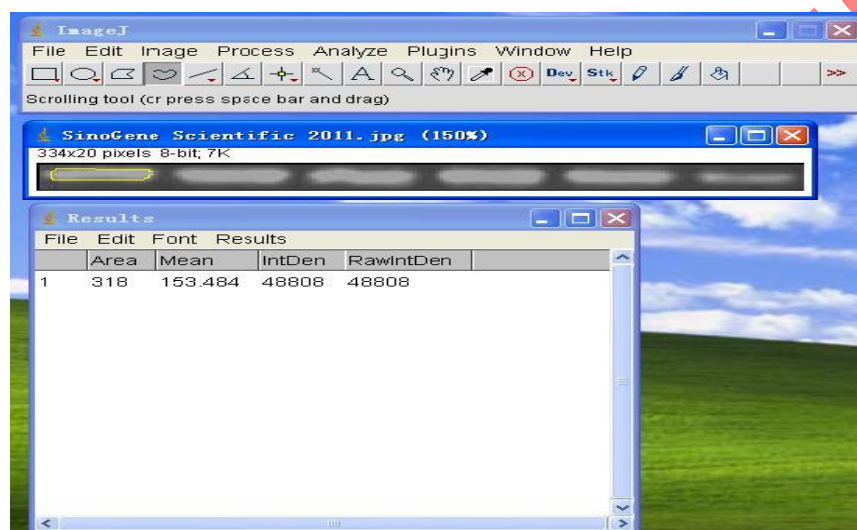 ImageJ
File Edit Image Process Analyze Plugins Window Help
A Dev Stk >>
Scrolling tool (cr press space bar and drag)
SinoGene Scientific 2011.jpg (150%)
334x20 pixels 8-bit; 7K
Results
File Edit Font Results
Area Mean IntDen RawIntDen
1 318 153.484 48808 48808